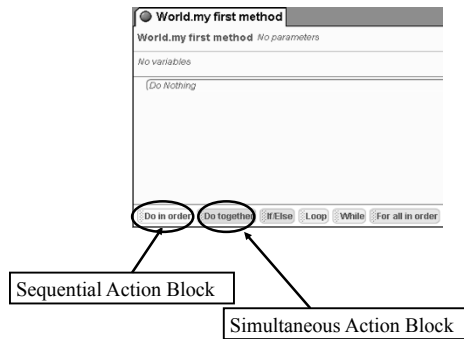 World.my first method
World.my first method No parameters
No variables
(Do Nothing
Do in order Do together If/Else Loop While For all in order
Sequential Action Block
Simultaneous Action Block